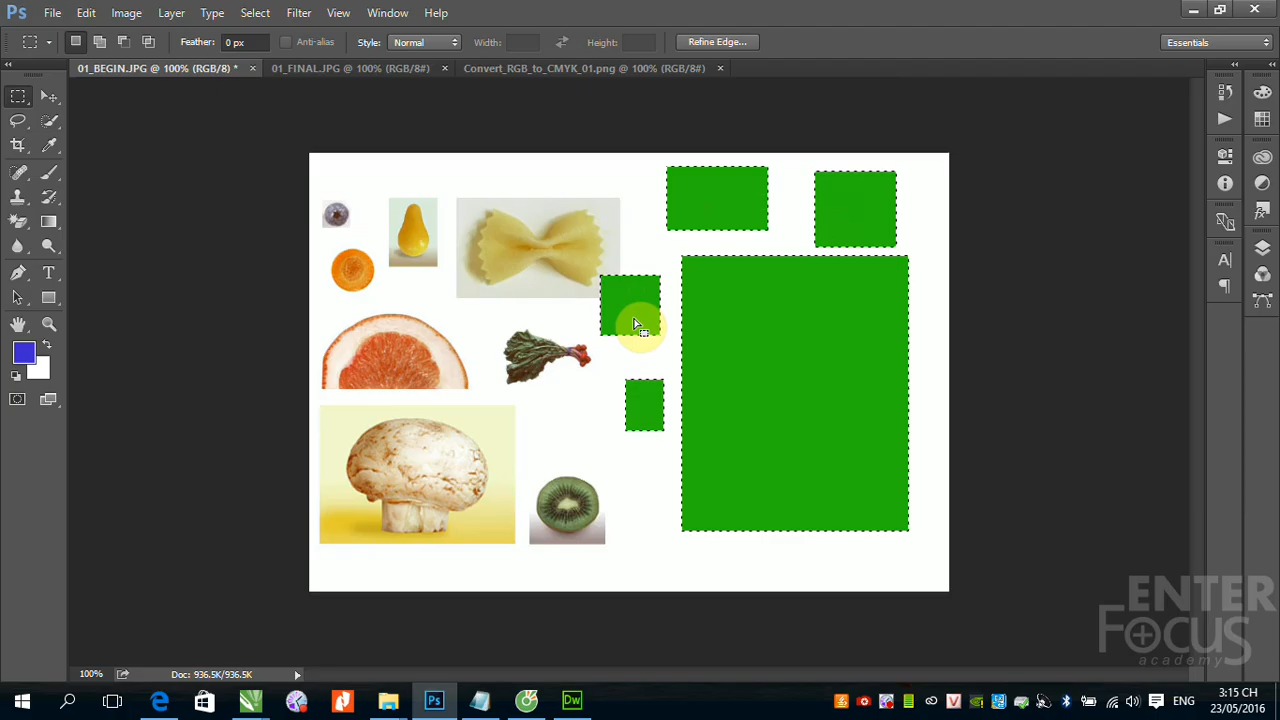 Ps File Edit Image Layer Type Select Filter View Window Help
Feather: 0 px Anti-alias Style: Normal Width: Height: Refine Edge... Essentials
01_BEGIN.JPG @ 100% (RGB/8) * × 01_FINAL.JPG @ 100% (RGB/8#) × Convert_RGB_to_CMYK_01.png @ 100% (RGB/8#) ×
ENTER
FOCUS
academy
100% Doc: 936.5K/936.5K
Ps Dw ENG 3:15 CH
23/05/2016